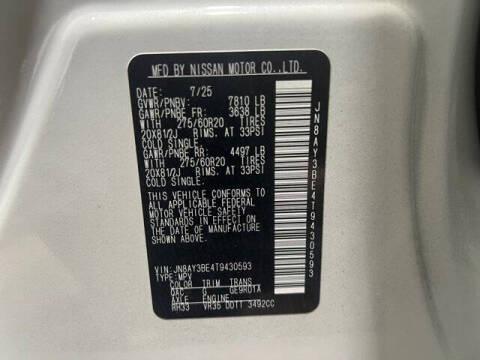 MFD BY NISSAN MOTOR CO.,LTD.
DATE: 7/25
GVWR/PNBV: 7810 LB
GAWR/PNBE FR: 3638 LB
WITH 275/60R20 TIRES
20X81/2J RIMS. AT 33PSI
COLD SINGLE.
GAWR/PNBE RR: 4497 LB
WITH 275/60R20 TIRES
20X81/2J RIMS. AT 33PSI
COLD SINGLE.
THIS VEHICLE CONFORMS TO
ALL APPLICABLE FEDERAL
MOTOR VEHICLE SAFETY
STANDARDS IN EFFECT ON
THE DATE OF MANUFACTURE
SHOWN ABOVE.
VIN: JN8AY3BE4T9430593
TYPE: MPV
COLOR TRIM TRANS
QAC G GE9RD1A
AXLE ENGINE
RH33 VR35 DDTT 3492CC
JN8AY3BE4T9430593